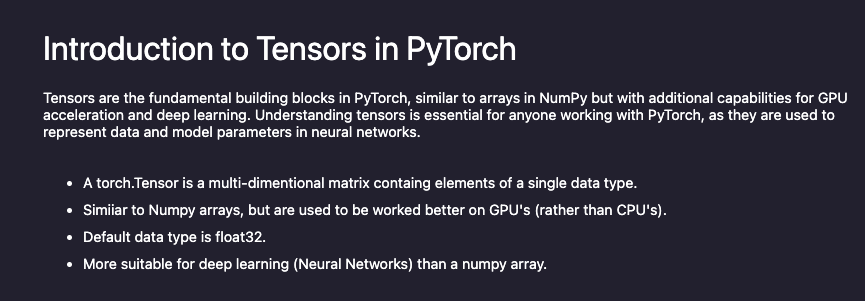 Introduction to Tensors in PyTorch
Tensors are the fundamental building blocks in PyTorch, similar to arrays in NumPy but with additional capabilities for GPU
acceleration and deep learning. Understanding tensors is essential for anyone working with PyTorch, as they are used to
represent data and model parameters in neural networks.
• A torch.Tensor is a multi-dimentional matrix containg elements of a single data type.
• Simiiar to Numpy arrays, but are used to be worked better on GPU's (rather than CPU's).
• Default data type is float32.
• More suitable for deep learning (Neural Networks) than a numpy array.